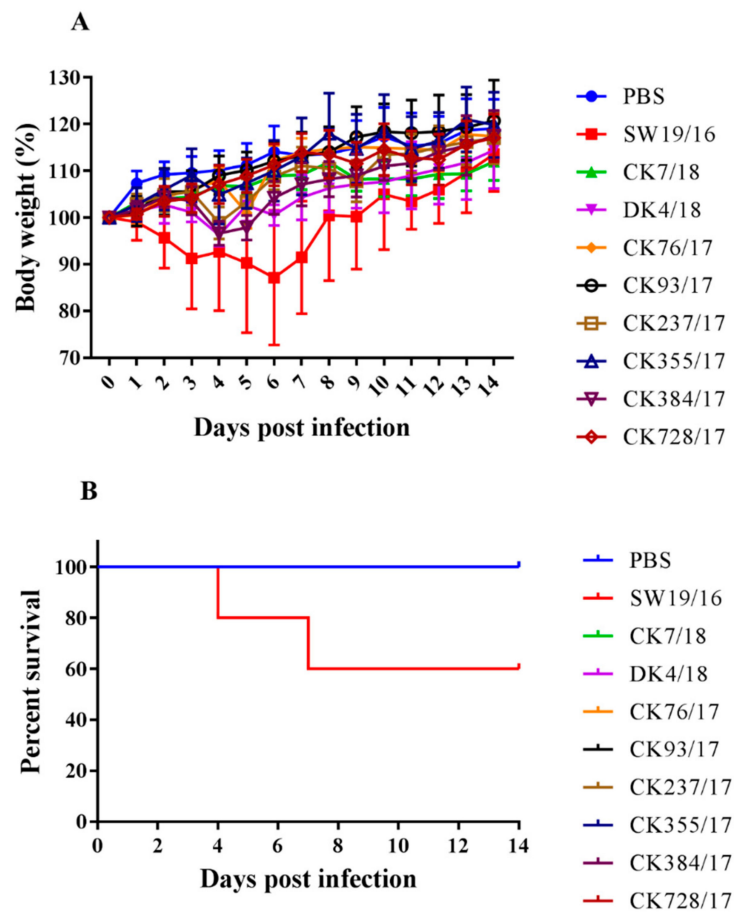 A
Body weight (%)
130
120
110
100
90
80
70
0 1 2 3 4 5 6 7 8 9 10 11 12 13 14
Days post infection
PBS
SW19/16
CK7/18
DK4/18
CK76/17
CK93/17
CK237/17
CK355/17
CK384/17
CK728/17
B
Percent survival
100
80
60
40
20
0
0 2 4 6 8 10 12 14
Days post infection
PBS
SW19/16
CK7/18
DK4/18
CK76/17
CK93/17
CK237/17
CK355/17
CK384/17
CK728/17